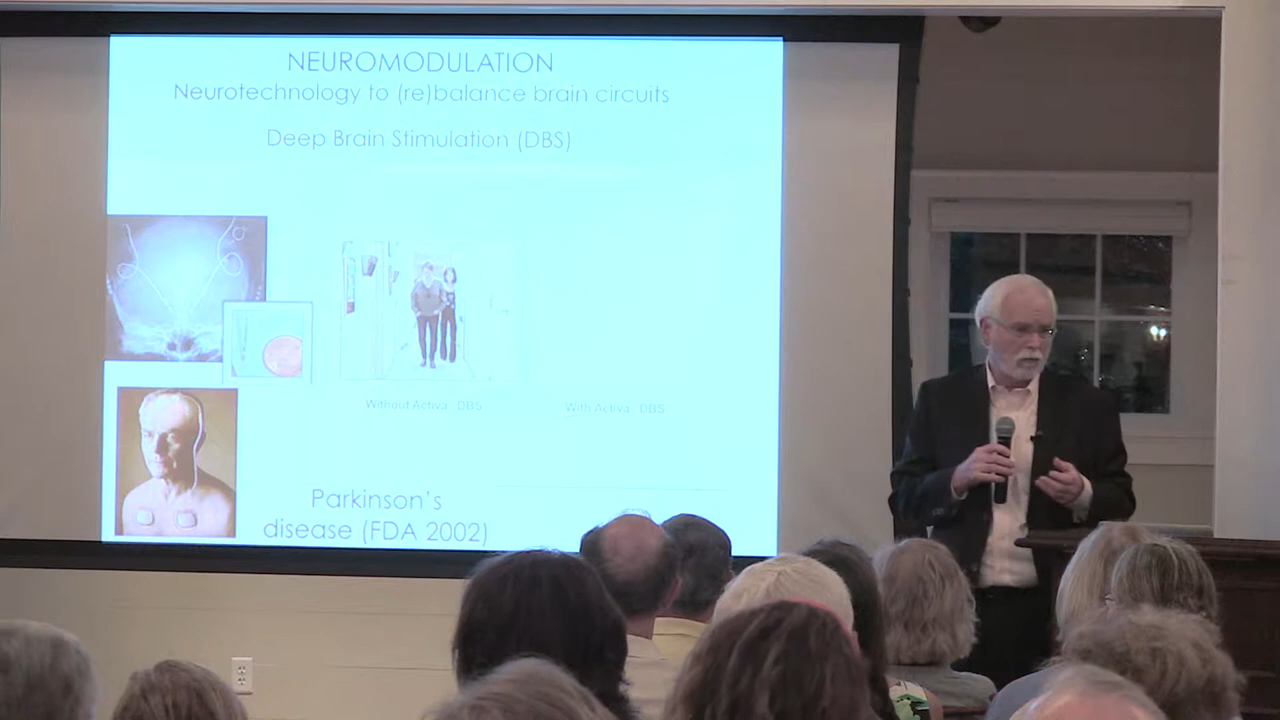 NEUROMODULATION
Neurotechnology to (re)balance brain circuits
Deep Brain Stimulation (DBS)
Without Activa DBS
With Activa DBS
Parkinson's
disease (FDA 2002)